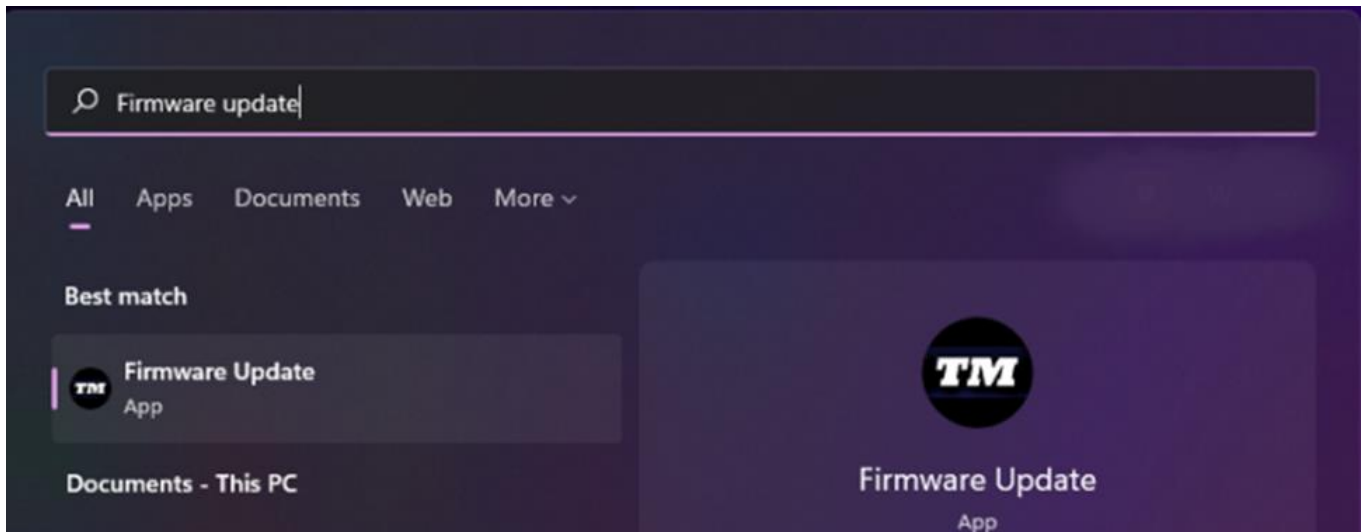 Firmware update
All Apps Documents Web More
Best match
TM
Firmware Update
App
Documents - This PC
TM
Firmware Update
App